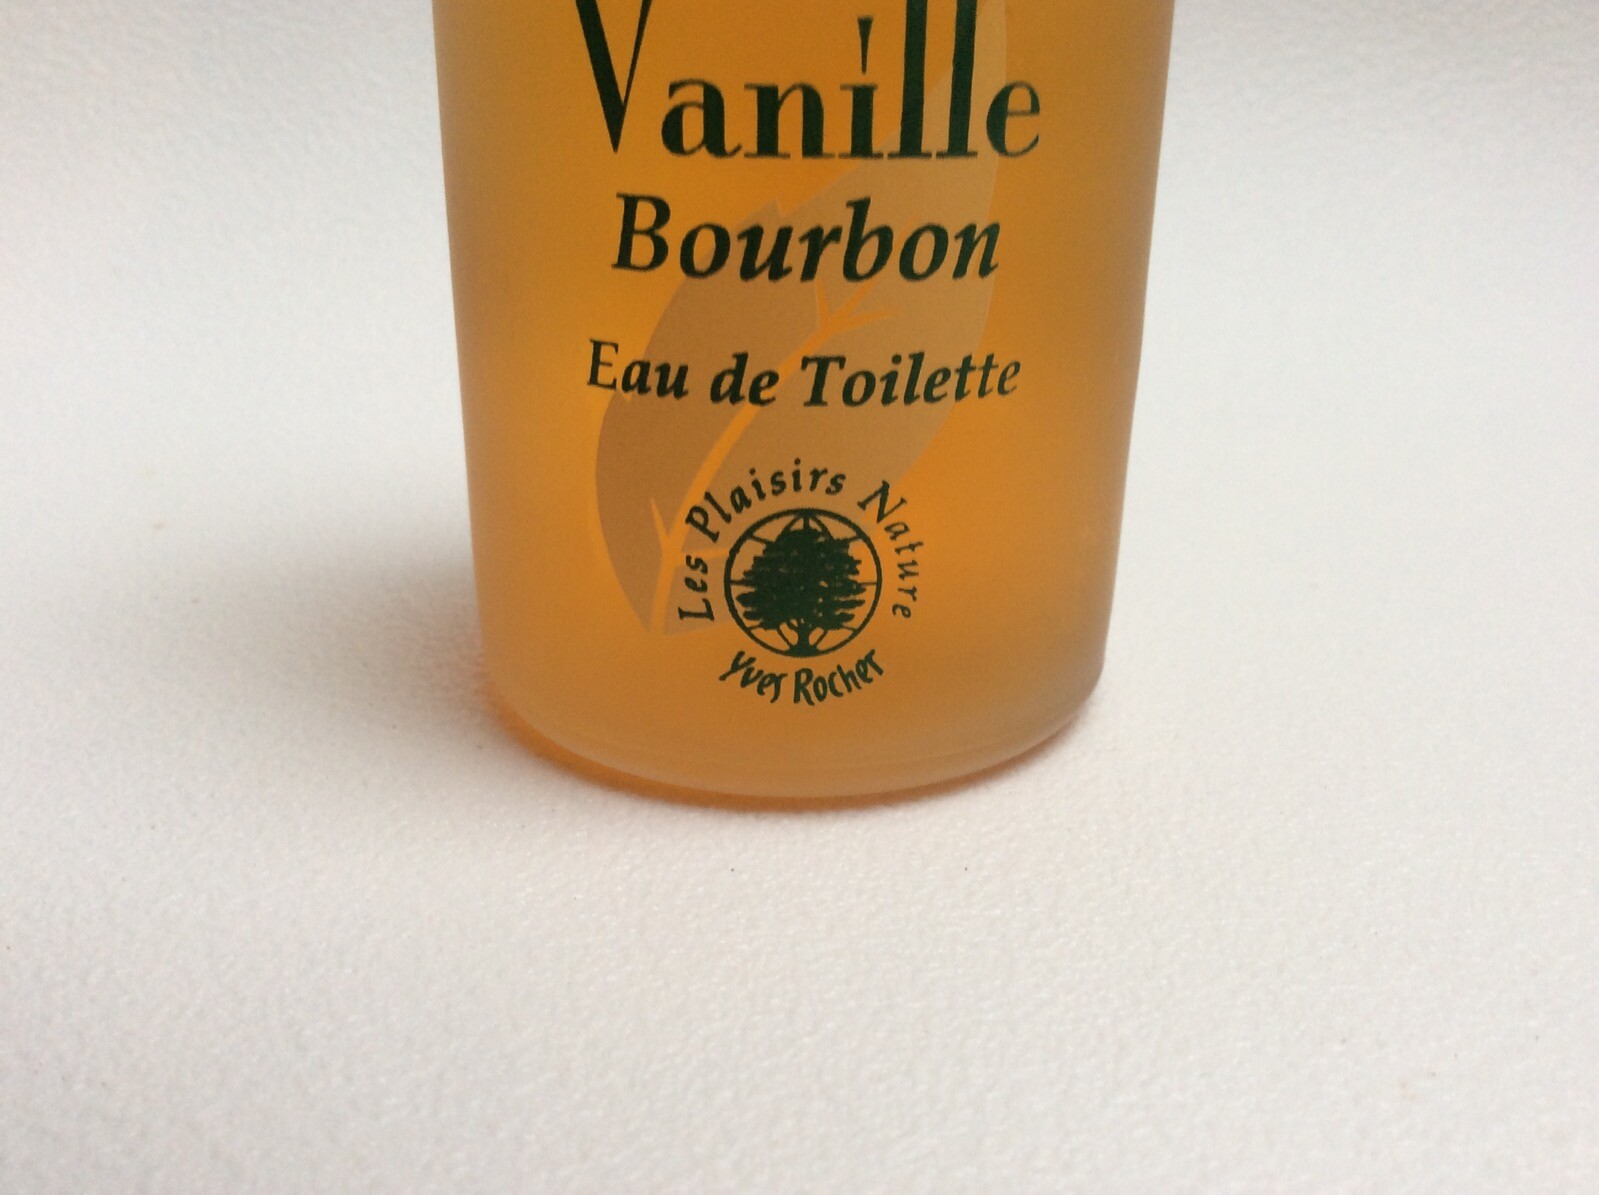 Vanille
Bourbon
Eau de Toilette
Les Plaisirs Nature
Yves Rocher